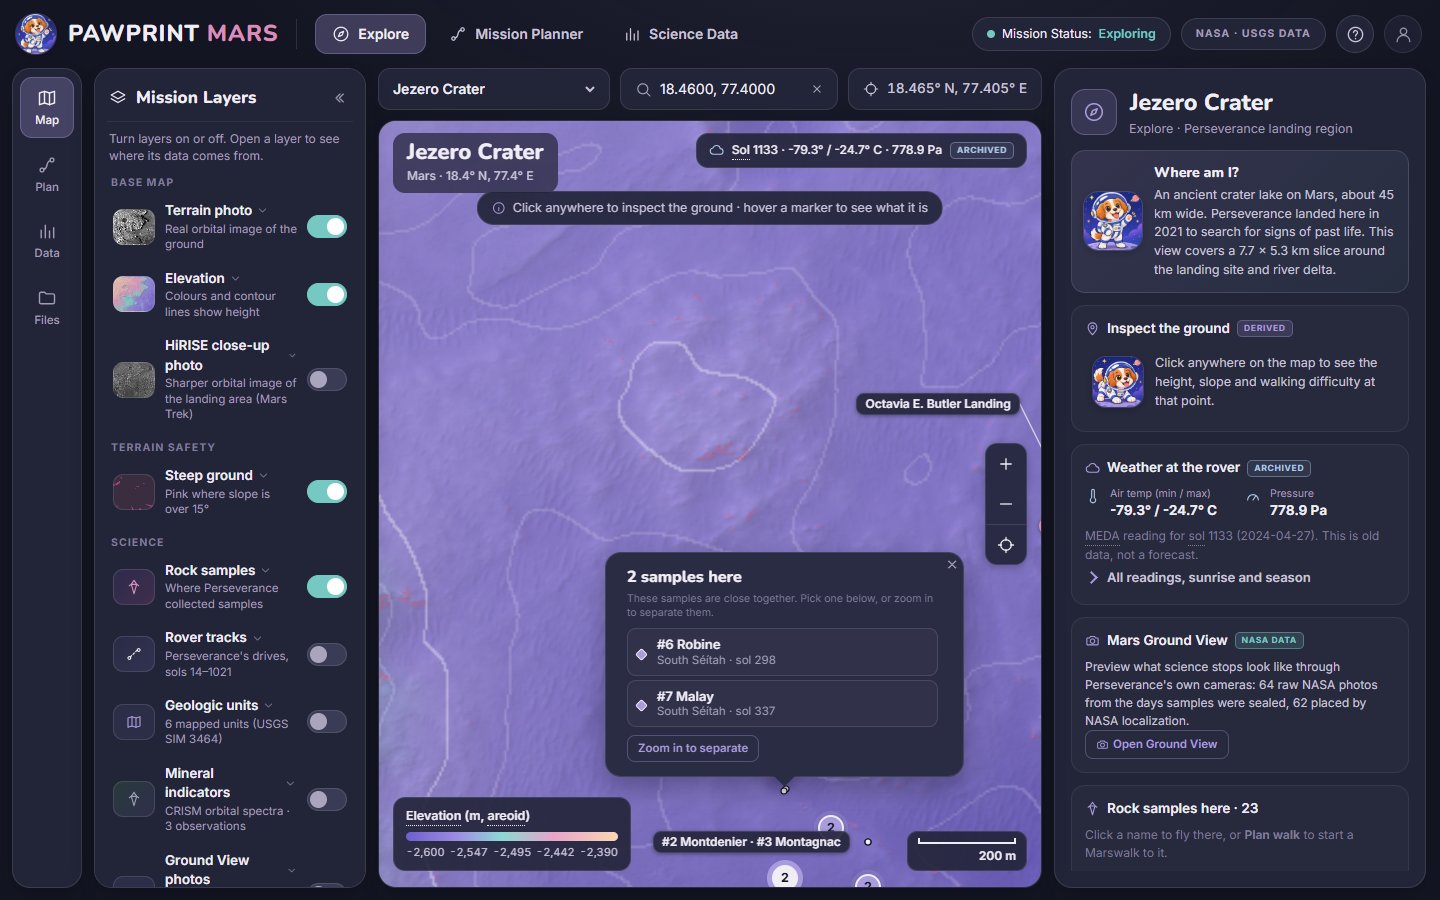 PAWPRINT MARS
Explore
Mission Planner
Science Data
Mission Status: Exploring
NASA · USGS DATA
Map
Plan
Data
Files
Mission Layers
Turn layers on or off. Open a layer to see
where its data comes from.
BASE MAP
Terrain photo
Real orbital image of the
ground
Elevation
Colours and contour
lines show height
HiRISE close-up
photo
Sharper orbital image of
the landing area (Mars
Trek)
TERRAIN SAFETY
Steep ground
Pink where slope is
over 15°
SCIENCE
Rock samples
Where Perseverance
collected samples
Rover tracks
Perseverance's drives,
sols 14–1021
Geologic units
6 mapped units (USGS
SIM 3464)
Mineral
indicators
CRISM orbital spectra ·
3 observations
Ground View
photos
Jezero Crater
18.4600, 77.4000
18.465° N, 77.405° E
Jezero Crater
Mars · 18.4° N, 77.4° E
Sol 1133 · -79.3° / -24.7° C · 778.9 Pa
ARCHIVED
Click anywhere to inspect the ground · hover a marker to see what it is
Octavia E. Butler Landing
2 samples here
These samples are close together. Pick one below, or zoom in
to separate them.
#6 Robine
South Séítah · sol 298
#7 Malay
South Séítah · sol 337
Zoom in to separate
Elevation (m, areoid)
-2,600 -2,547 -2,495 -2,442 -2,390
2
#2 Montdenier · #3 Montagnac
2
2
200 m
Jezero Crater
Explore · Perseverance landing region
Where am I?
An ancient crater lake on Mars, about 45
km wide. Perseverance landed here in
2021 to search for signs of past life. This
view covers a 7.7 × 5.3 km slice around
the landing site and river delta.
Inspect the ground
DERIVED
Click anywhere on the map to see the
height, slope and walking difficulty at
that point.
Weather at the rover
ARCHIVED
Air temp (min / max)
-79.3° / -24.7° C
Pressure
778.9 Pa
MEDA reading for sol 1133 (2024-04-27). This is old
data, not a forecast.
All readings, sunrise and season
Mars Ground View
NASA DATA
Preview what science stops look like through
Perseverance's own cameras: 64 raw NASA photos
from the days samples were sealed, 62 placed by
NASA localization.
Open Ground View
Rock samples here · 23
Click a name to fly there, or Plan walk to start a
Marswalk to it.